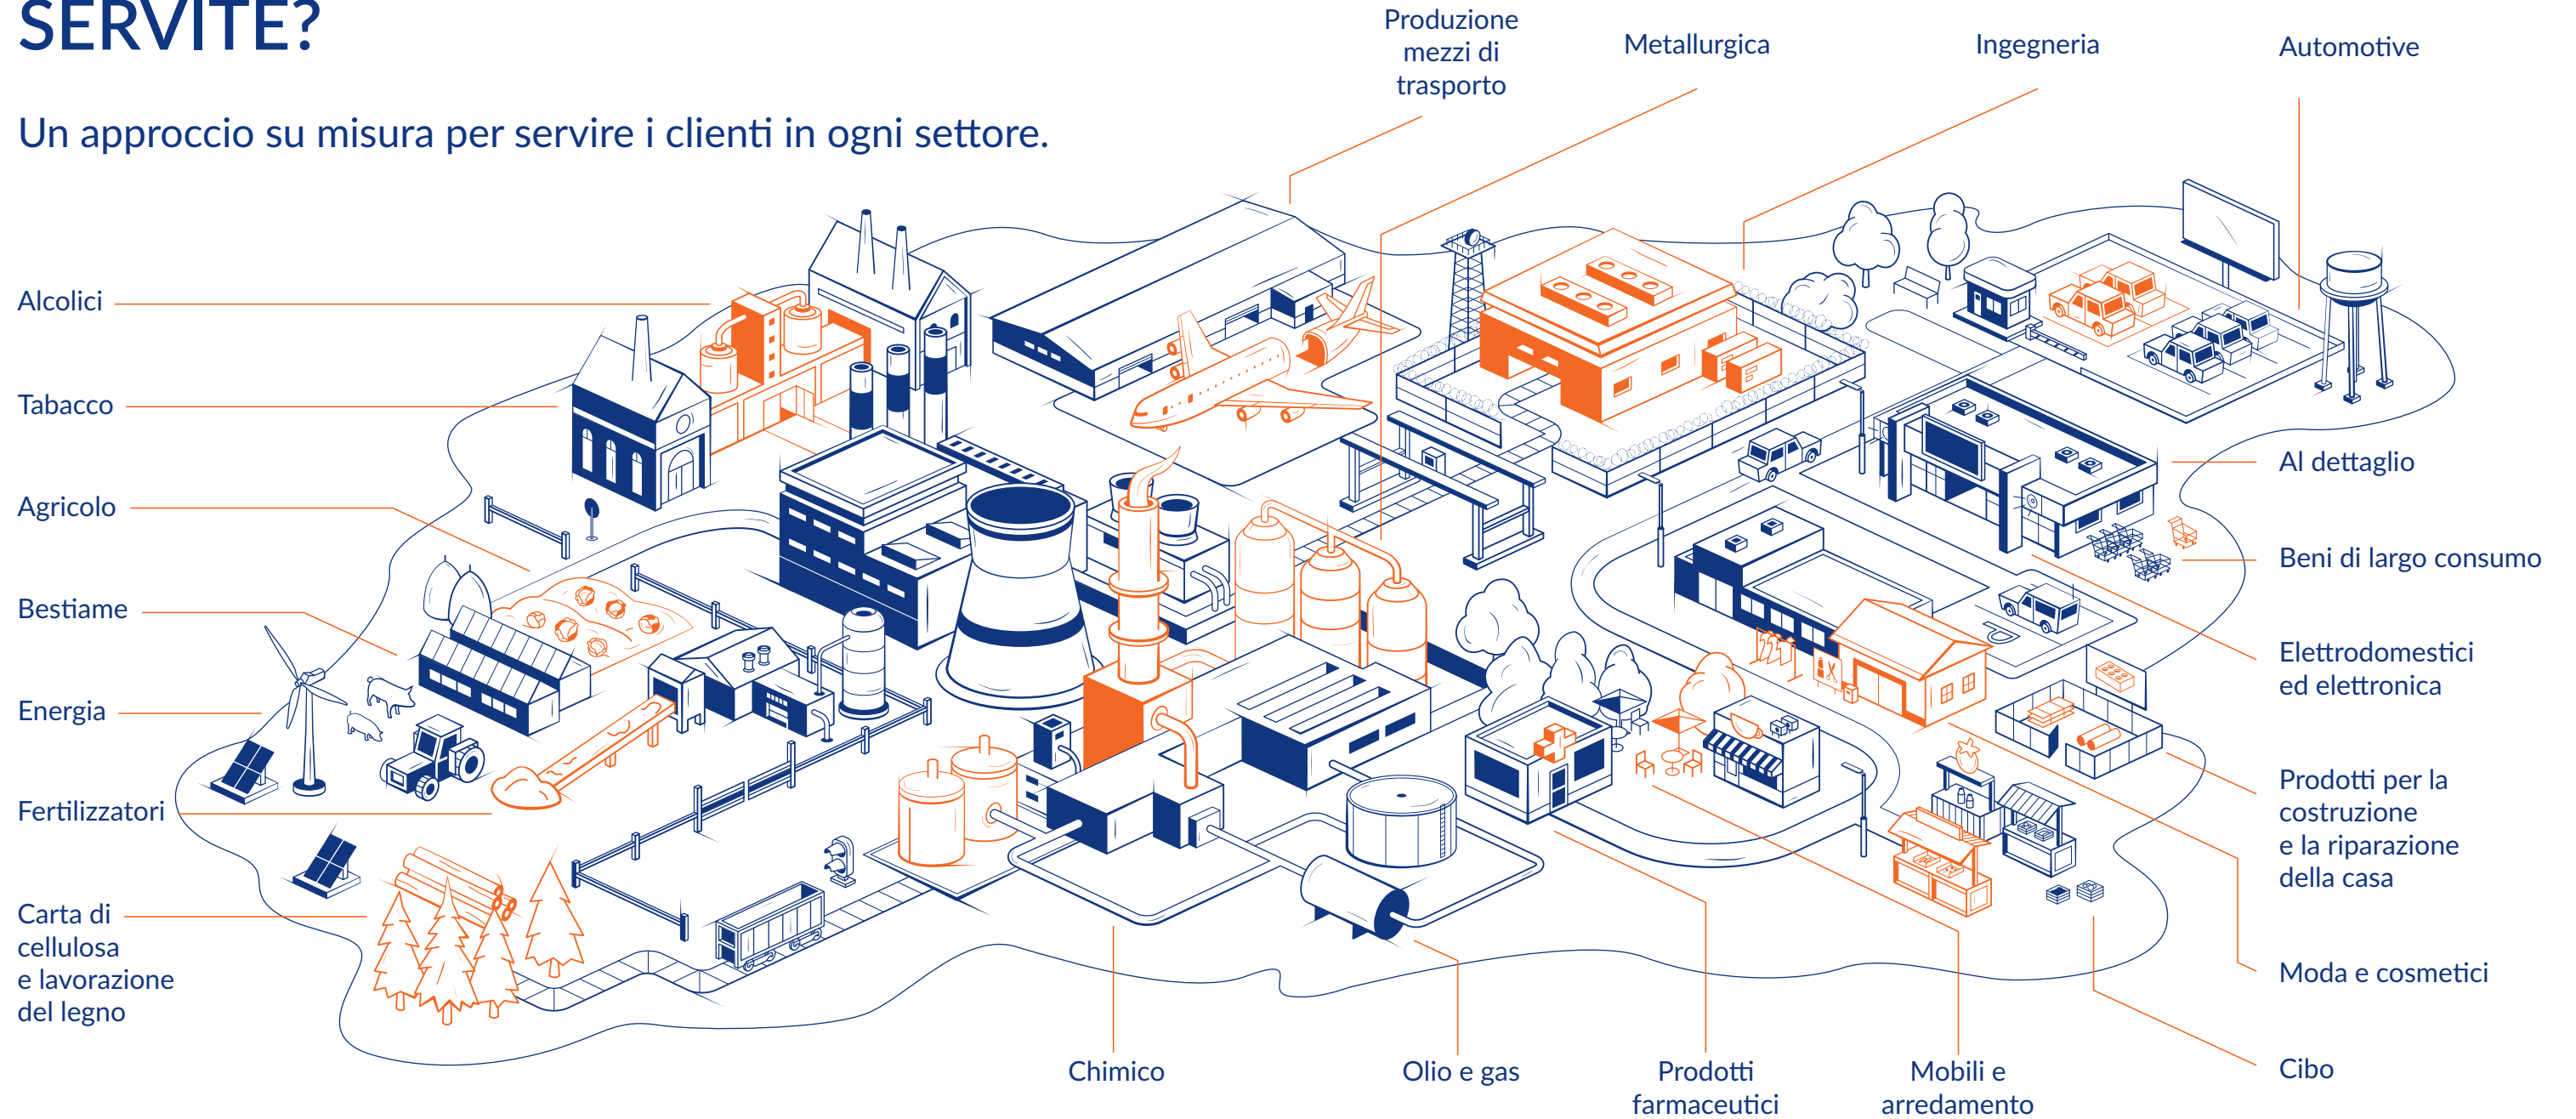 SERVITE?
Un approccio su misura per servire i clienti in ogni settore.
Produzione
mezzi di
trasporto
Metallurgica
Ingegneria
Automotive
Alcolici
Tabacco
Agricolo
Bestiame
Energia
Fertilizzatori
Carta di
cellulosa
e lavorazione
del legno
Al dettaglio
Beni di largo consumo
Elettrodomestici
ed elettronica
Prodotti per la
costruzione
e la riparazione
della casa
Moda e cosmetici
Cibo
Chimico
Olio e gas
Prodotti
farmaceutici
Mobili e
arredamento